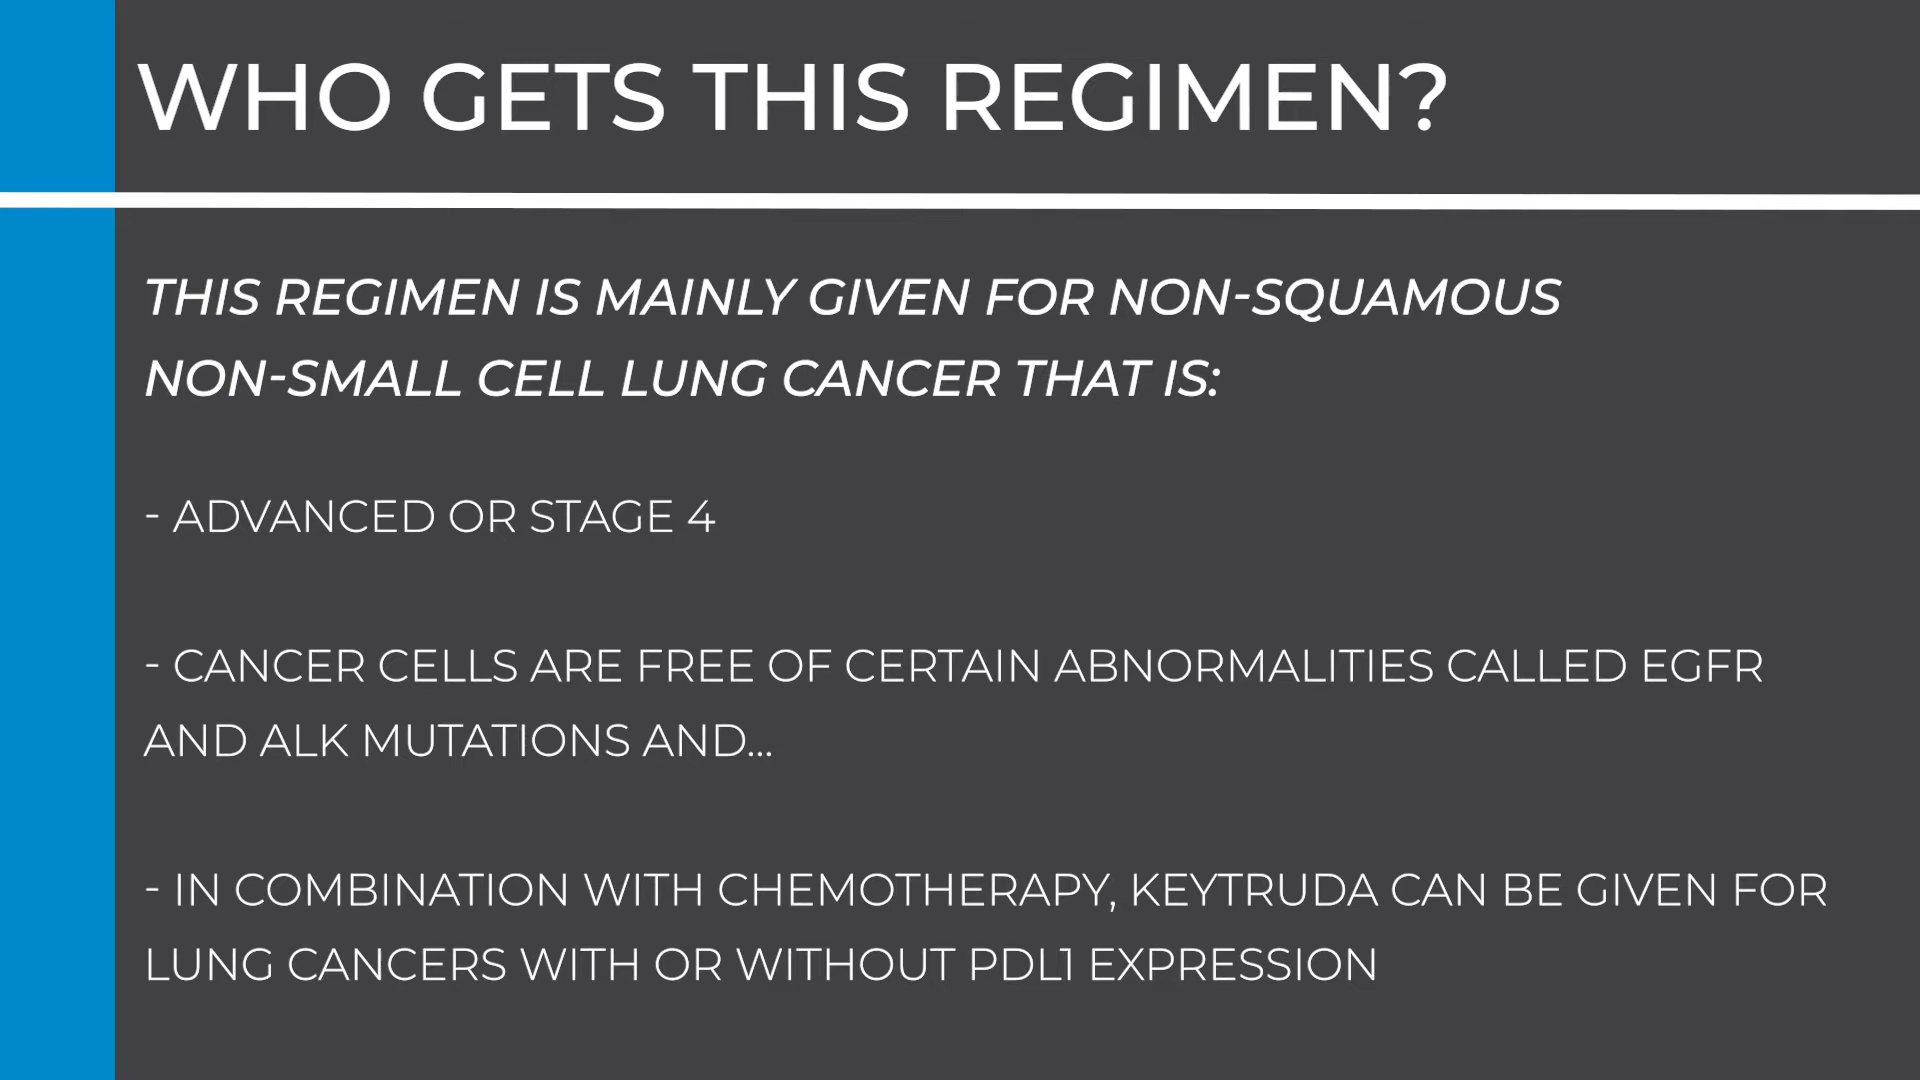 WHO GETS THIS REGIMEN?
THIS REGIMEN IS MAINLY GIVEN FOR NON-SQUAMOUS
NON-SMALL CELL LUNG CANCER THAT IS:
- ADVANCED OR STAGE 4
- CANCER CELLS ARE FREE OF CERTAIN ABNORMALITIES CALLED EGFR
AND ALK MUTATIONS AND...
- IN COMBINATION WITH CHEMOTHERAPY, KEYTRUDA CAN BE GIVEN FOR
LUNG CANCERS WITH OR WITHOUT PDL1 EXPRESSION